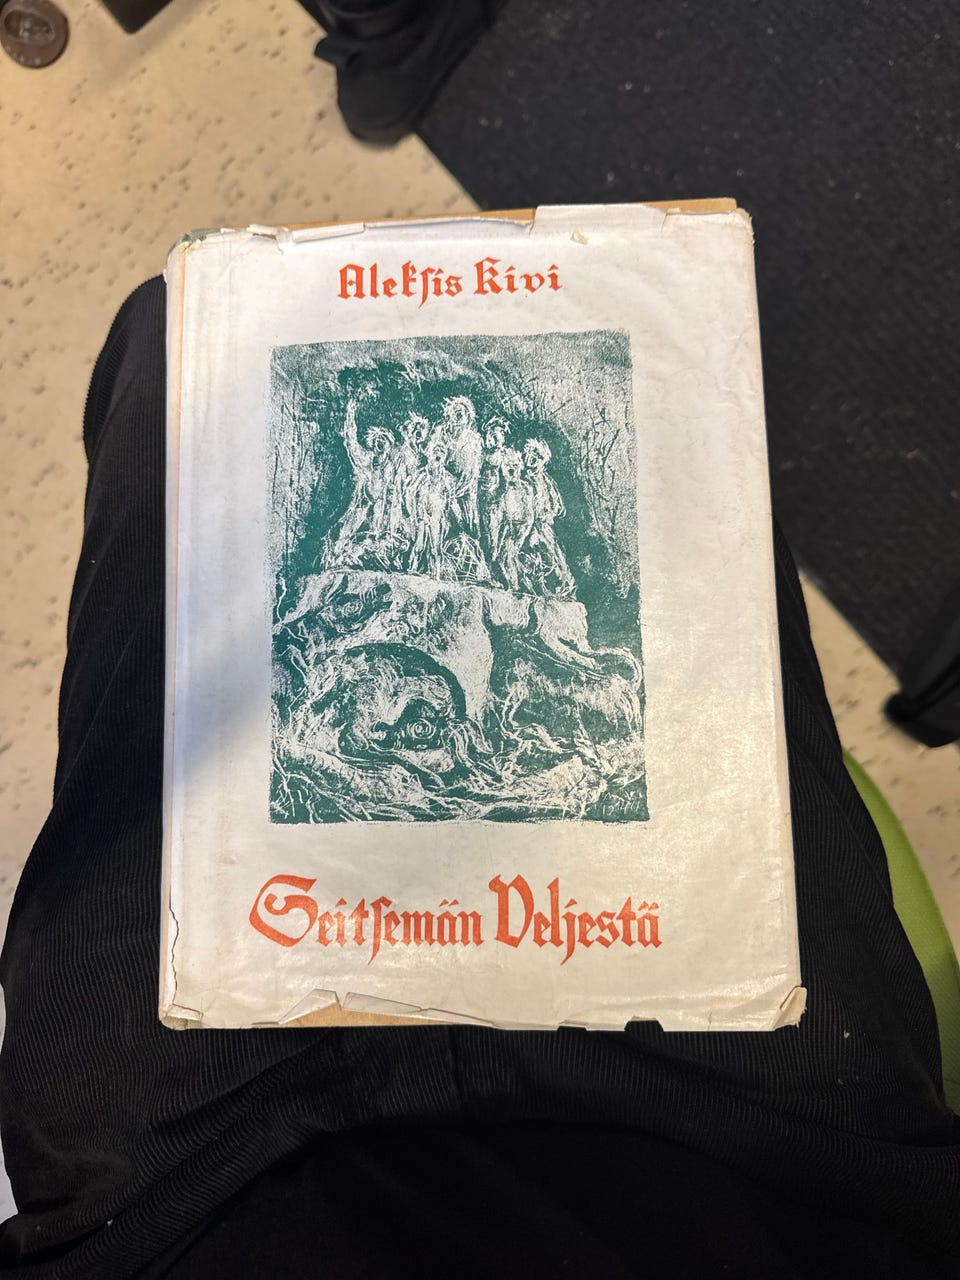 Aleksis Kivi
Seitsemän Veljestä